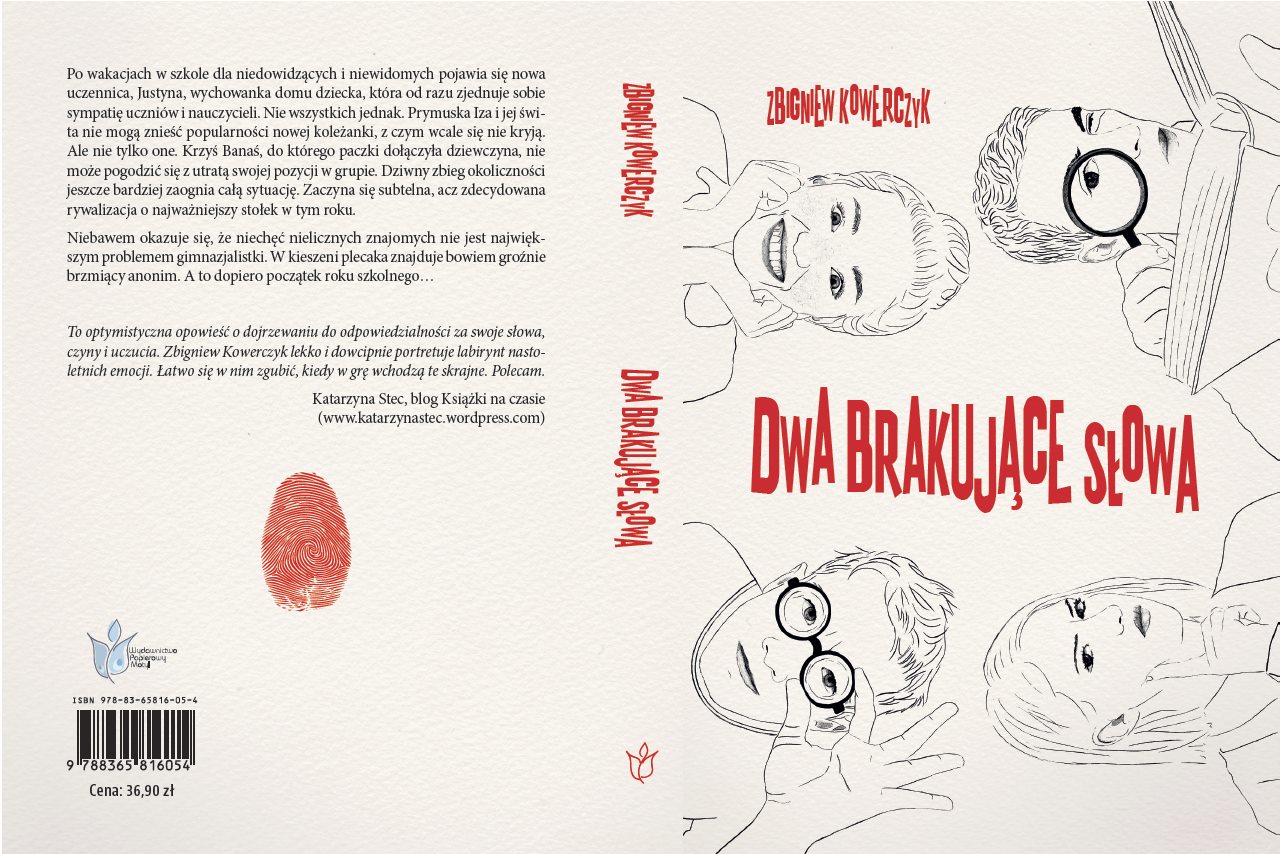 Po wakacjach w szkole dla niedowidzących i niewidomych pojawia się nowa
uczennica, Justyna, wychowanka domu dziecka, która od razu zjednuje sobie
sympatię uczniów i nauczycieli. Nie wszystkich jednak. Prymuska Iza i jej świ-
ta nie mogą znieść popularności nowej koleżanki, z czym wcale się nie kryją.
Ale nie tylko one. Krzyś Banaś, do którego paczki dołączyła dziewczyna, nie
może pogodzić się z utratą swojej pozycji w grupie. Dziwny zbieg okoliczności
jeszcze bardziej zaognia całą sytuację. Zaczyna się subtelna, acz zdecydowana
rywalizacja o najważniejszy stołek w tym roku.
Niebawem okazuje się, że niechęć nielicznych znajomych nie jest najwięk-
szym problemem gimnazjalistki. W kieszeni plecaka znajduje bowiem groźnie
brzmiący anonim. A to dopiero początek roku szkolnego…
To optymistyczna opowieść o dojrzewaniu do odpowiedzialności za swoje słowa,
czyny i uczucia. Zbigniew Kowerczyk lekko i dowcipnie portretuje labirynt nasto-
letnich emocji. Łatwo się w nim zgubić, kiedy w grę wchodzą te skrajne. Polecam.
Katarzyna Stec, blog Książki na czasie
(www.katarzynastec.wordpress.com)
Wydawnictwo
Papierowy
Motyl
ISBN 978-83-65816-05-4
9 788365 816054
Cena: 36,90 zł
ZBIGNIEW KOWERCZYK
DWA BRAKUJĄCE SŁOWA
ZBIGNIEW KOWERCZYK
DWA BRAKUJĄCE SŁOWA